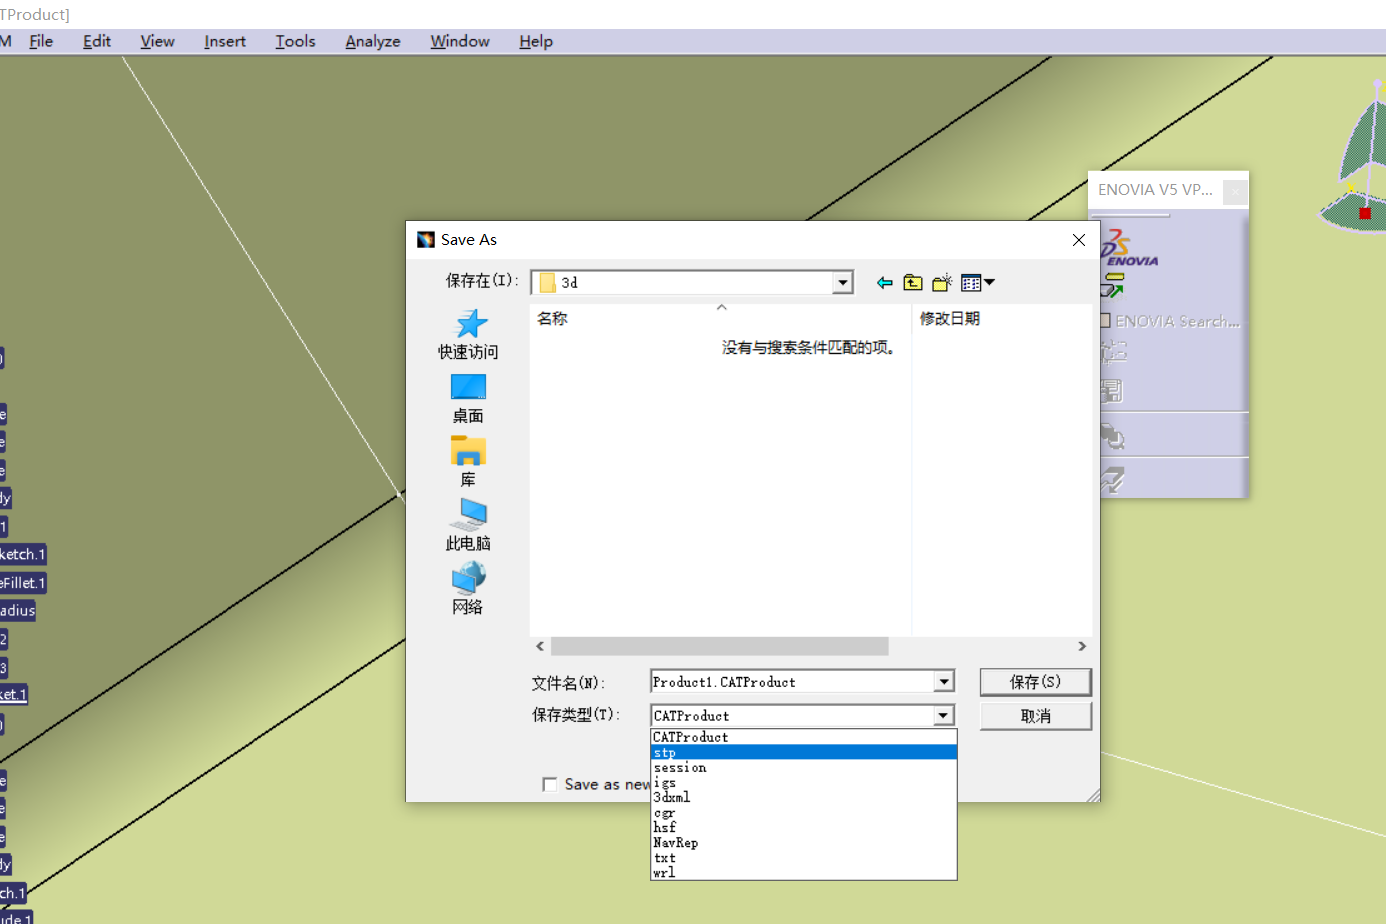 TProduct]
M File Edit View Insert Tools Analyze Window Help
ENOVIA V5 VP...
ENOVIA
ENOVIA Search...
Save As
保存在(I):
3d
名称
修改日期
没有与搜索条件匹配的项。
快速访问
桌面
库
此电脑
网络
文件名(N):
Product1.CATProduct
保存(S)
保存类型(T):
CATProduct
取消
CATProduct
stp
session
igs
3dxml
cgr
hsf
NavRep
txt
wrl
Save as new
)
e
e
e
dy
1
ketch.1
eFillet.1
adius
2
3
ket.1
)
e
e
e
dy
ch.1
ude.1